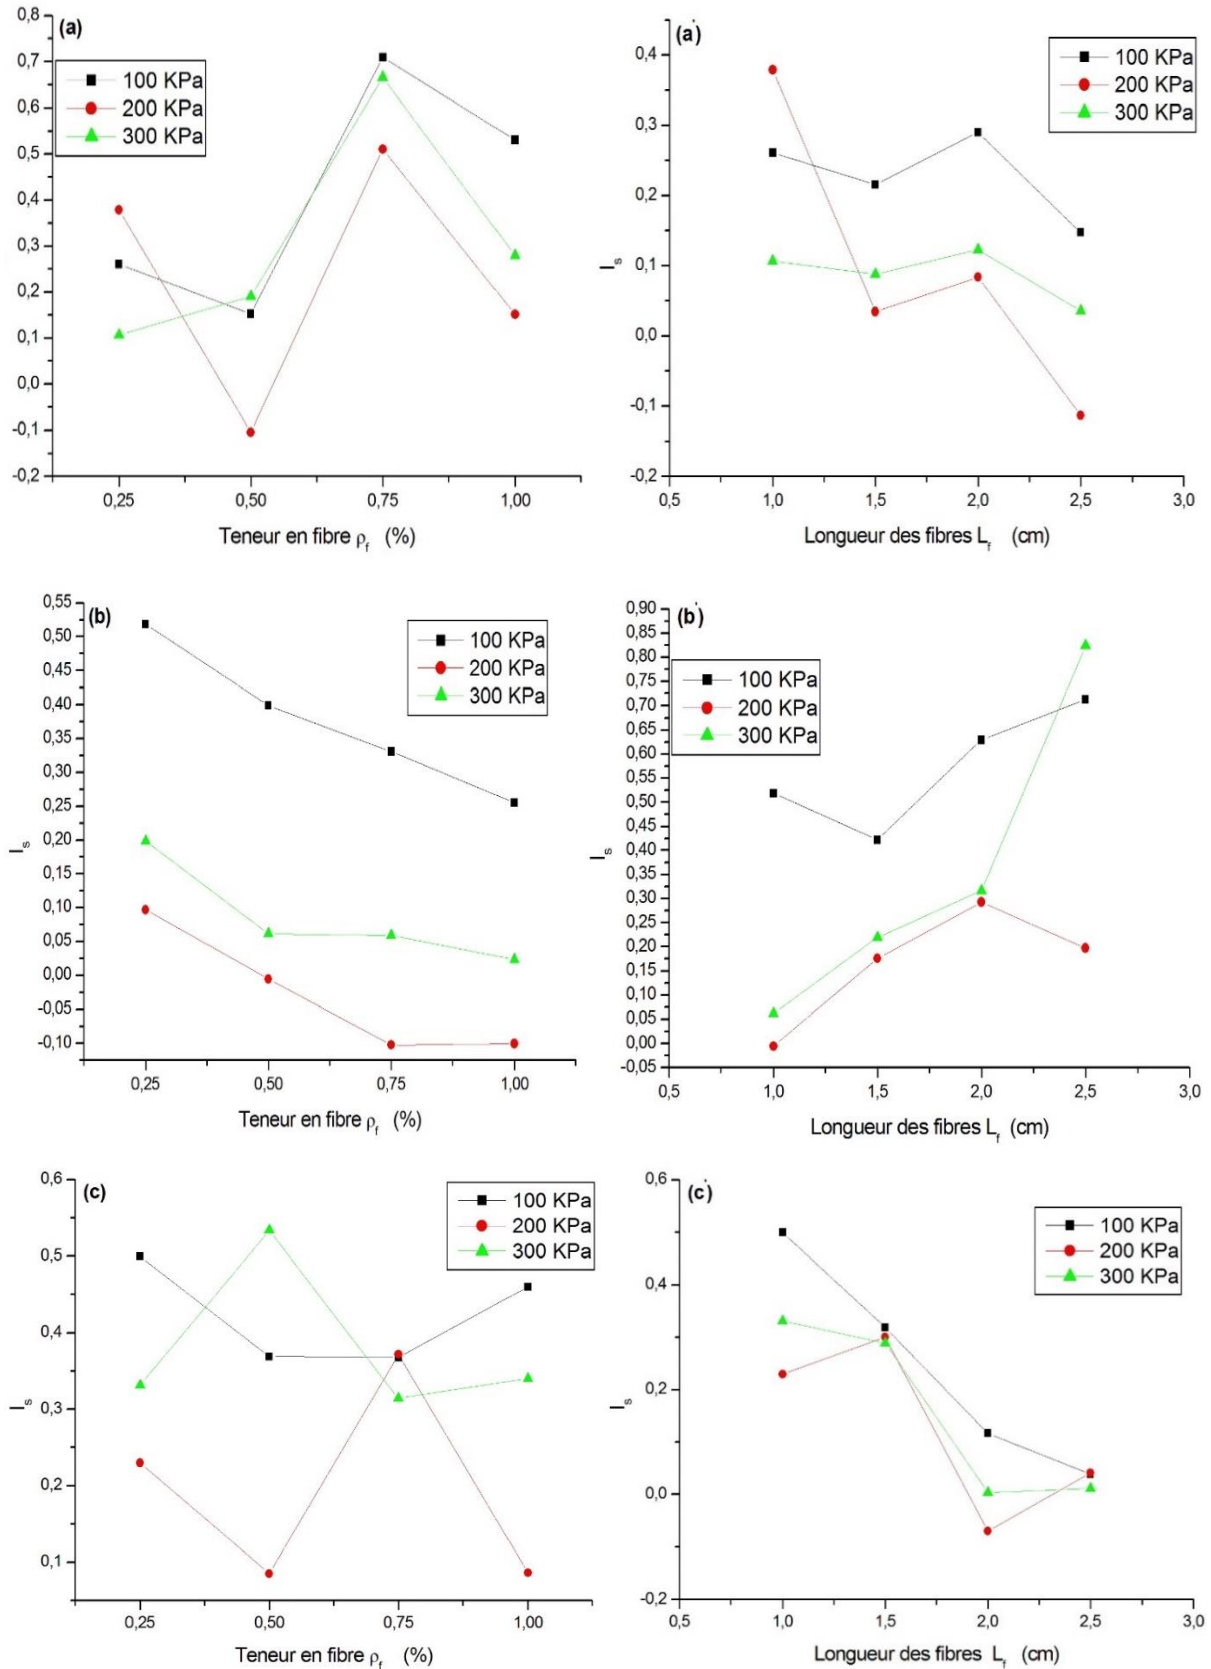 (a)
100 KPa
200 KPa
300 KPa
0,8
0,7
0,6
0,5
0,4
0,3
0,2
0,1
0,0
-0,1
-0,2
0,25 0,50 0,75 1,00
Teneur en fibre ρf (%)
(a')
100 KPa
200 KPa
300 KPa
0,4
0,3
0,2
0,1
0,0
-0,1
-0,2
Is
0,5 1,0 1,5 2,0 2,5 3,0
Longueur des fibres Lf (cm)
(b)
100 KPa
200 KPa
300 KPa
0,55
0,50
0,45
0,40
0,35
0,30
0,25
0,20
0,15
0,10
0,05
0,00
-0,05
-0,10
Is
0,25 0,50 0,75 1,00
Teneur en fibre ρf (%)
(b')
100 KPa
200 KPa
300 KPa
0,90
0,85
0,80
0,75
0,70
0,65
0,60
0,55
0,50
0,45
0,40
0,35
0,30
0,25
0,20
0,15
0,10
0,05
0,00
-0,05
Is
0,5 1,0 1,5 2,0 2,5 3,0
Longueur des fibres Lf (cm)
(c)
100 KPa
200 KPa
300 KPa
0,6
0,5
0,4
0,3
0,2
0,1
Is
0,25 0,50 0,75 1,00
Teneur en fibre ρf (%)
(c')
100 KPa
200 KPa
300 KPa
0,6
0,4
0,2
0,0
-0,2
Is
0,5 1,0 1,5 2,0 2,5 3,0
Longueur des fibres Lf (cm)